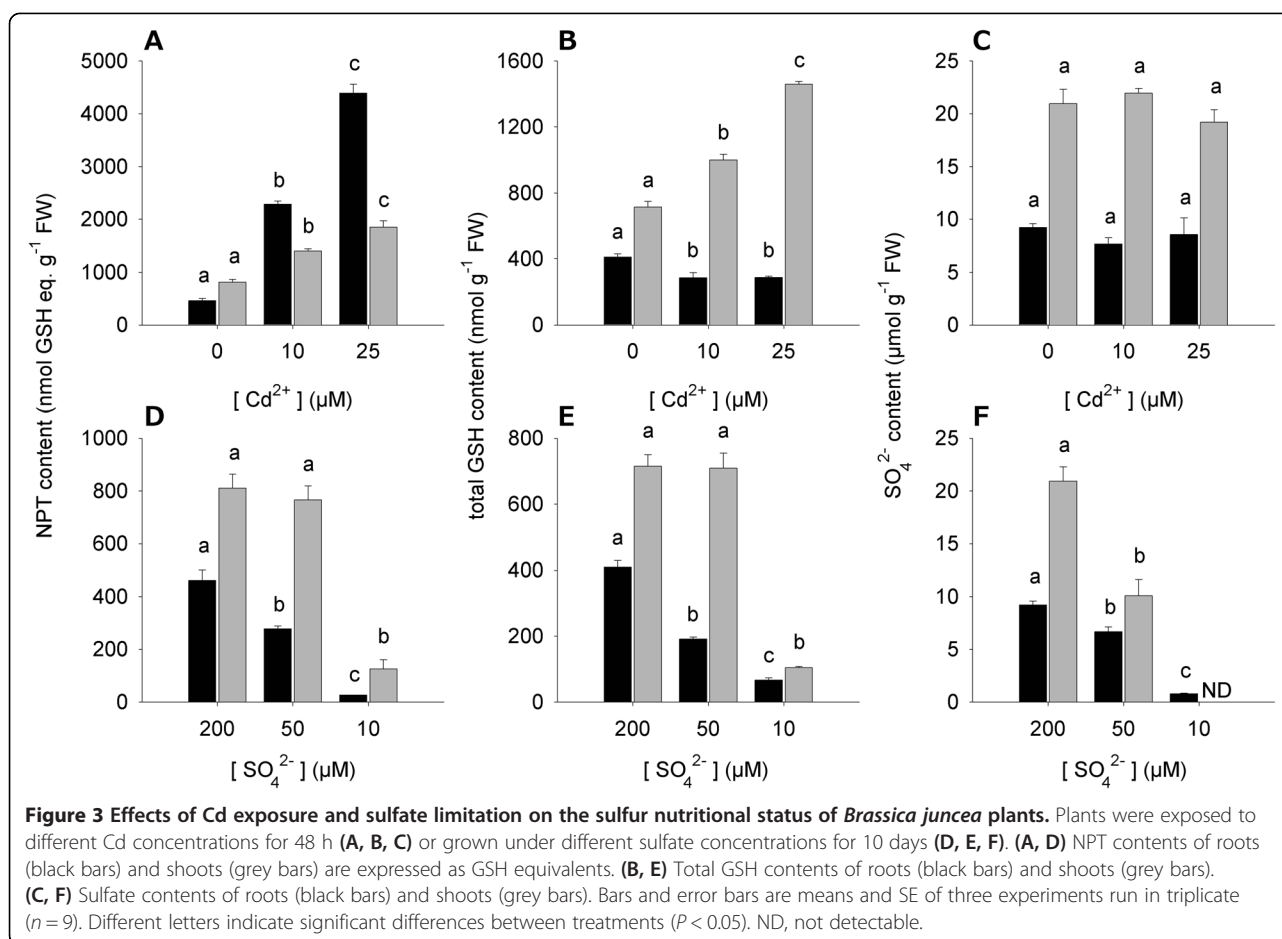 A
B
C
NPT content (nmol GSH eq. g⁻¹ FW)
total GSH content (nmol g⁻¹ FW)
SO₄²⁻ content (µmol g⁻¹ FW)
5000
4000
3000
2000
1000
0
a a b b c c
0 10 25
[ Cd²⁺ ] (µM)
1600
1200
800
400
0
a a b b b c
0 10 25
[ Cd²⁺ ] (µM)
25
20
15
10
5
0
a a a a a a
0 10 25
[ Cd²⁺ ] (µM)
D
E
F
1000
800
600
400
200
0
a a b a c b
200 50 10
[ SO₄²⁻ ] (µM)
800
600
400
200
0
a a b a c b
200 50 10
[ SO₄²⁻ ] (µM)
25
20
15
10
5
0
a a b b c ND
200 50 10
[ SO₄²⁻ ] (µM)
Figure 3 Effects of Cd exposure and sulfate limitation on the sulfur nutritional status of Brassica juncea plants. Plants were exposed to
different Cd concentrations for 48 h (A, B, C) or grown under different sulfate concentrations for 10 days (D, E, F). (A, D) NPT contents of roots
(black bars) and shoots (grey bars) are expressed as GSH equivalents. (B, E) Total GSH contents of roots (black bars) and shoots (grey bars).
(C, F) Sulfate contents of roots (black bars) and shoots (grey bars). Bars and error bars are means and SE of three experiments run in triplicate
(n = 9). Different letters indicate significant differences between treatments (P < 0.05). ND, not detectable.